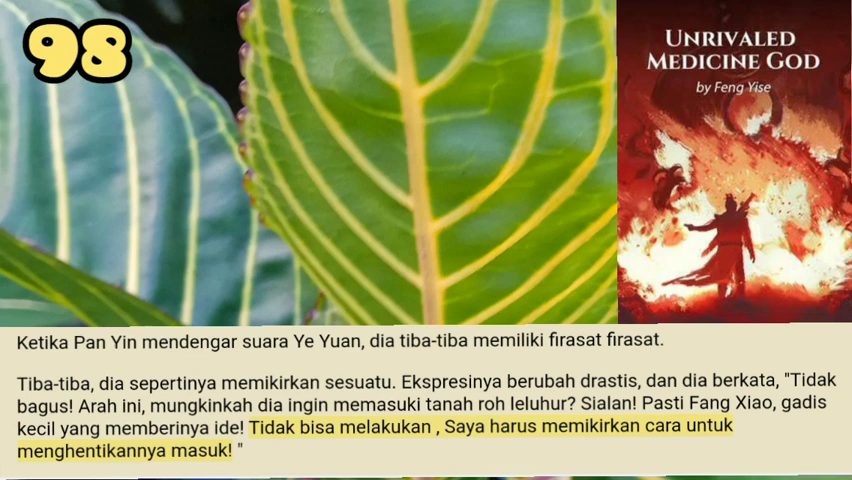 98
UNRIVALED
MEDICINE GOD
by Feng Yise
Ketika Pan Yin mendengar suara Ye Yuan, dia tiba-tiba memiliki firasat firasat.
Tiba-tiba, dia sepertinya memikirkan sesuatu. Ekspresinya berubah drastis, dan dia berkata, "Tidak
bagus! Arah ini, mungkinkah dia ingin memasuki tanah roh leluhur? Sialan! Pasti Fang Xiao, gadis
kecil yang memberinya ide! Tidak bisa melakukan , Saya harus memikirkan cara untuk
menghentikannya masuk! "